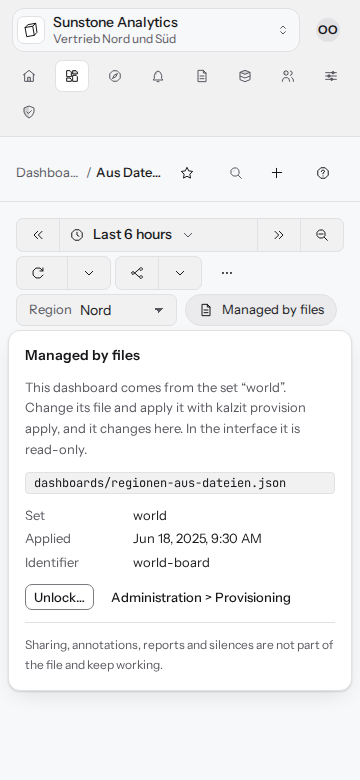 Sunstone Analytics
Vertrieb Nord und Süd
OO
Dashboa… / Aus Date…
Last 6 hours
Region Nord
Managed by files
Managed by files
This dashboard comes from the set “world”.
Change its file and apply it with kalzit provision
apply, and it changes here. In the interface it is
read-only.
dashboards/regionen-aus-dateien.json
Set world
Applied Jun 18, 2025, 9:30 AM
Identifier world-board
Unlock… Administration > Provisioning
Sharing, annotations, reports and silences are not part of
the file and keep working.